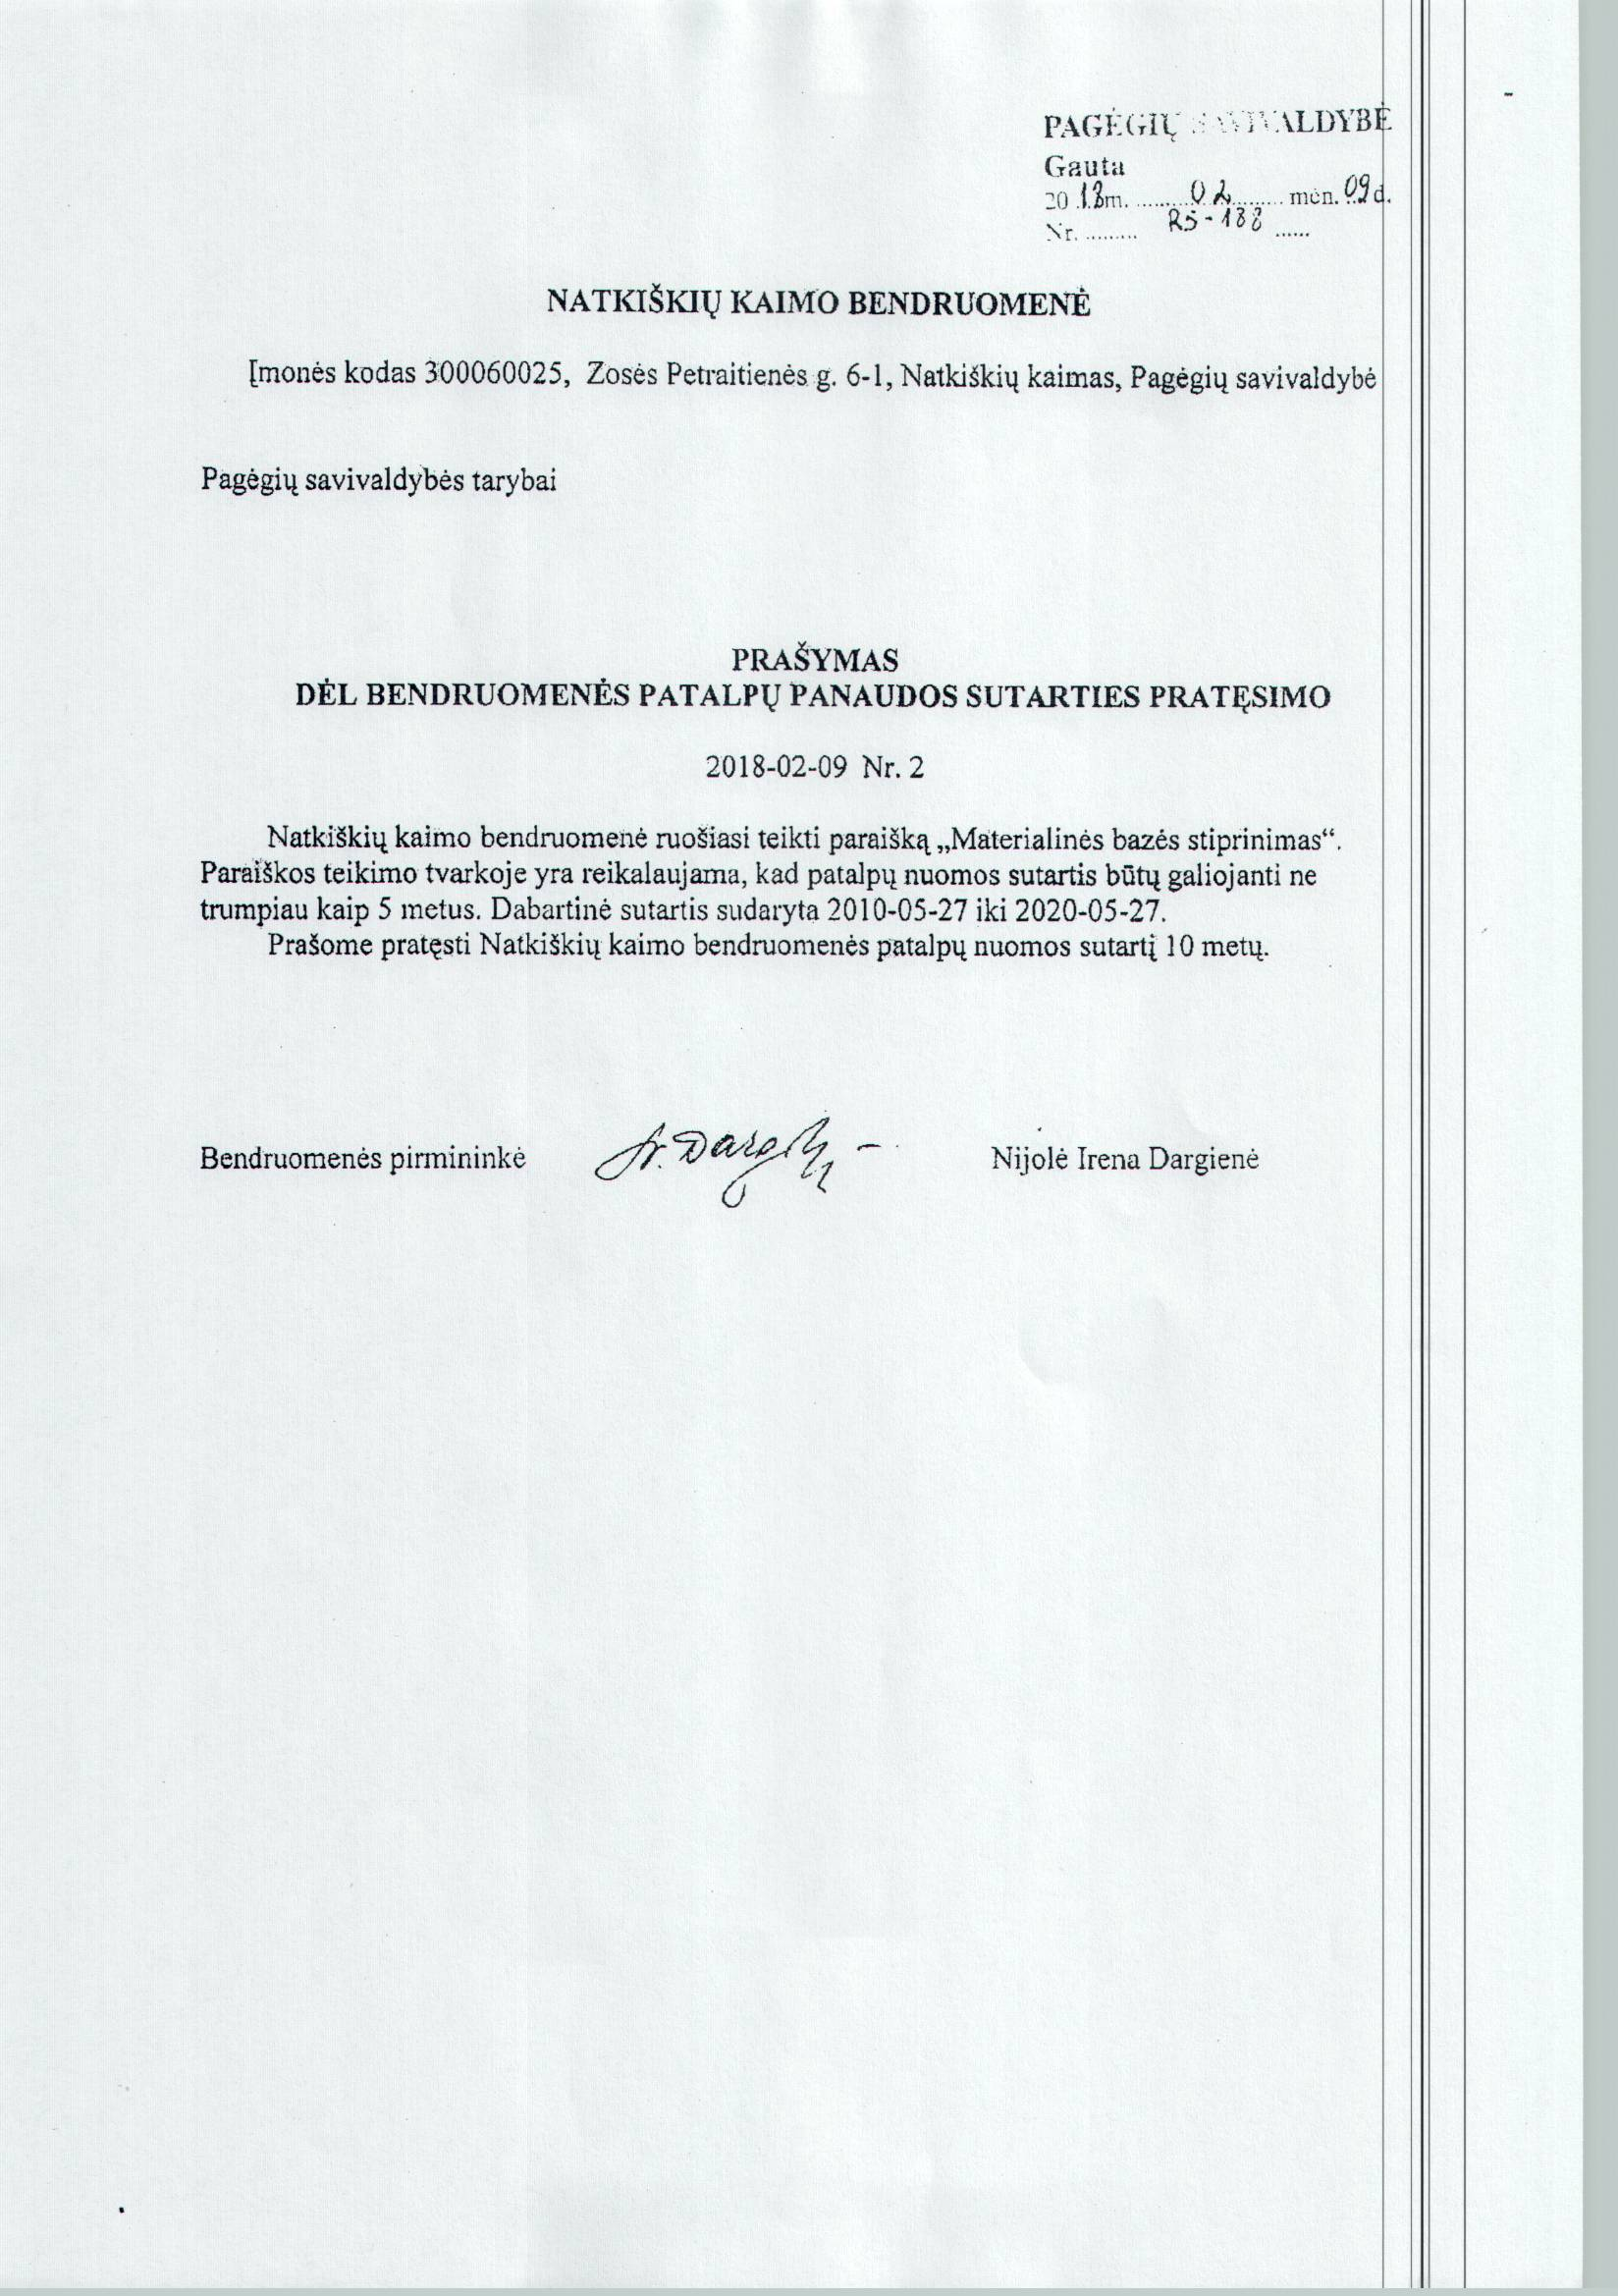 PAGĖGIŲ SAVIVALDYBĖ
Gauta
2018 m. ......... 02 ......... mėn. 09 d.
Nr. ......... R5-188 ......
NATKIŠKIŲ KAIMO BENDRUOMENĖ
Įmonės kodas 300060025, Zosės Petraitienės g. 6-1, Natkiškių kaimas, Pagėgių savivaldybė
Pagėgių savivaldybės tarybai
PRAŠYMAS
DĖL BENDRUOMENĖS PATALPŲ PANAUDOS SUTARTIES PRATĘSIMO
2018-02-09 Nr. 2
Natkiškių kaimo bendruomenė ruošiasi teikti paraišką „Materialinės bazės stiprinimas“.
Paraiškos teikimo tvarkoje yra reikalaujama, kad patalpų nuomos sutartis būtų galiojanti ne
trumpiau kaip 5 metus. Dabartinė sutartis sudaryta 2010-05-27 iki 2020-05-27.
Prašome pratęsti Natkiškių kaimo bendruomenės patalpų nuomos sutartį 10 metų.
Bendruomenės pirmininkė Nijolė Irena Dargienė